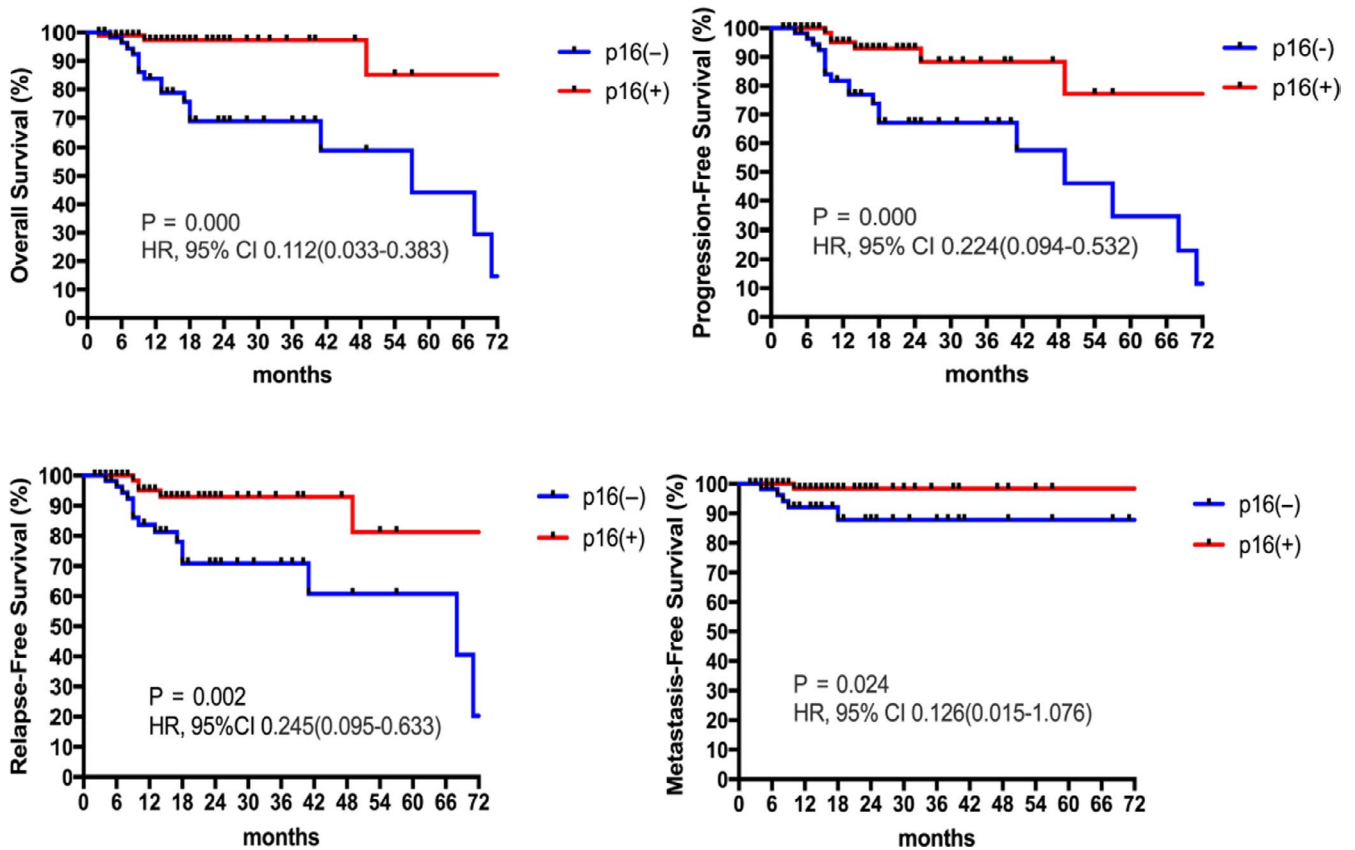 Overall Survival (%)
100
90
80
70
60
50
40
30
20
10
0
0 6 12 18 24 30 36 42 48 54 60 66 72
months
P = 0.000
HR, 95% CI 0.112(0.033-0.383)
p16(–)
p16(+)
Progression-Free Survival (%)
100
90
80
70
60
50
40
30
20
10
0
0 6 12 18 24 30 36 42 48 54 60 66 72
months
P = 0.000
HR, 95% CI 0.224(0.094-0.532)
p16(-)
p16(+)
Relapse-Free Survival (%)
100
90
80
70
60
50
40
30
20
10
0
0 6 12 18 24 30 36 42 48 54 60 66 72
months
P = 0.002
HR, 95%CI 0.245(0.095-0.633)
p16(–)
p16(+)
Metastasis-Free Survival (%)
100
90
80
70
60
50
40
30
20
10
0
0 6 12 18 24 30 36 42 48 54 60 66 72
months
P = 0.024
HR, 95% CI 0.126(0.015-1.076)
p16(–)
p16(+)